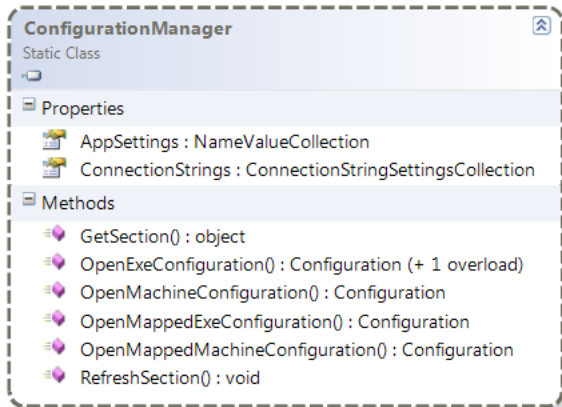 ConfigurationManager
Static Class
Properties
AppSettings : NameValueCollection
ConnectionStrings : ConnectionStringSettingsCollection
Methods
GetSection() : object
OpenExeConfiguration() : Configuration (+ 1 overload)
OpenMachineConfiguration() : Configuration
OpenMappedExeConfiguration() : Configuration
OpenMappedMachineConfiguration() : Configuration
RefreshSection() : void